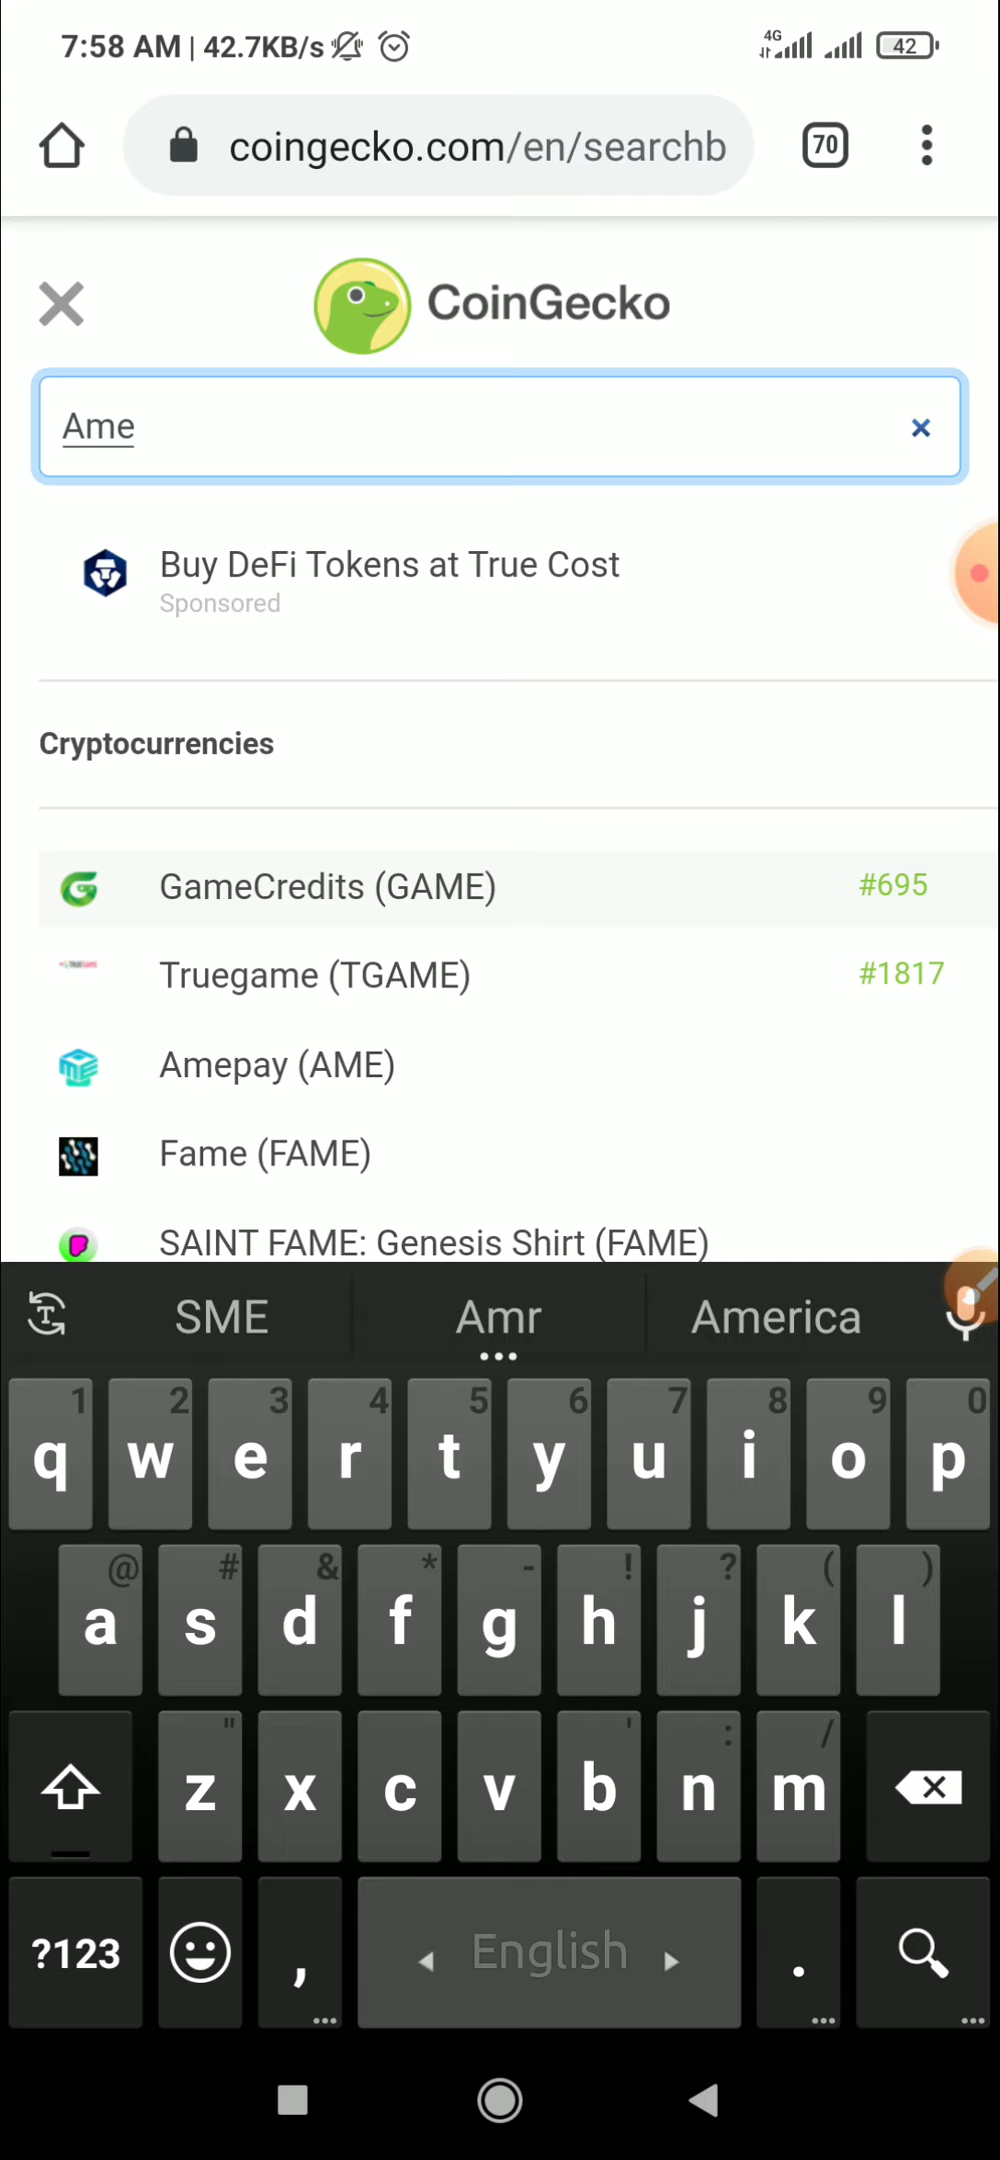 7:58 AM | 42.7KB/s 4G 42
coingecko.com/en/searchb 70
CoinGecko
Ame ×
Buy DeFi Tokens at True Cost
Sponsored
Cryptocurrencies
GameCredits (GAME) #695
Truegame (TGAME) #1817
Amepay (AME)
Fame (FAME)
SAINT FAME: Genesis Shirt (FAME)
SME Amr America
1 2 3 4 5 6 7 8 9 0
q w e r t y u i o p
@ # & * - ! ? ( )
a s d f g h j k l
" ' : /
z x c v b n m
?123 , English .